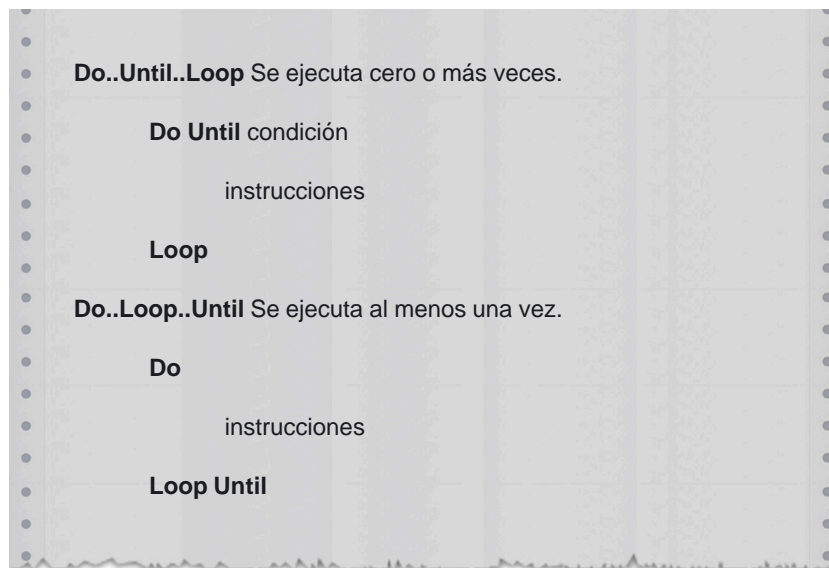 Do..Until..Loop Se ejecuta cero o más veces.
Do Until condición
instrucciones
Loop
Do..Loop..Until Se ejecuta al menos una vez.
Do
instrucciones
Loop Until